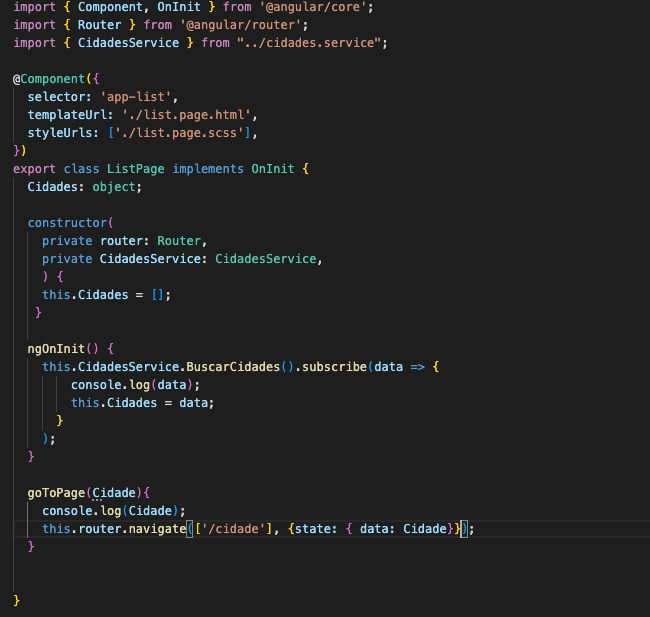 import { Component, OnInit } from '@angular/core';
import { Router } from '@angular/router';
import { CidadesService } from "../cidades.service";
@Component({
selector: 'app-list',
templateUrl: './list.page.html',
styleUrls: ['./list.page.scss'],
})
export class ListPage implements OnInit {
Cidades: object;
constructor(
private router: Router,
private CidadesService: CidadesService,
) {
this.Cidades = [];
}
ngOnInit() {
this.CidadesService.BuscarCidades().subscribe(data => {
console.log(data);
this.Cidades = data;
}
);
}
goToPage(Cidade){
console.log(Cidade);
this.router.navigate(['/cidade'], {state: { data: Cidade}});
}
}